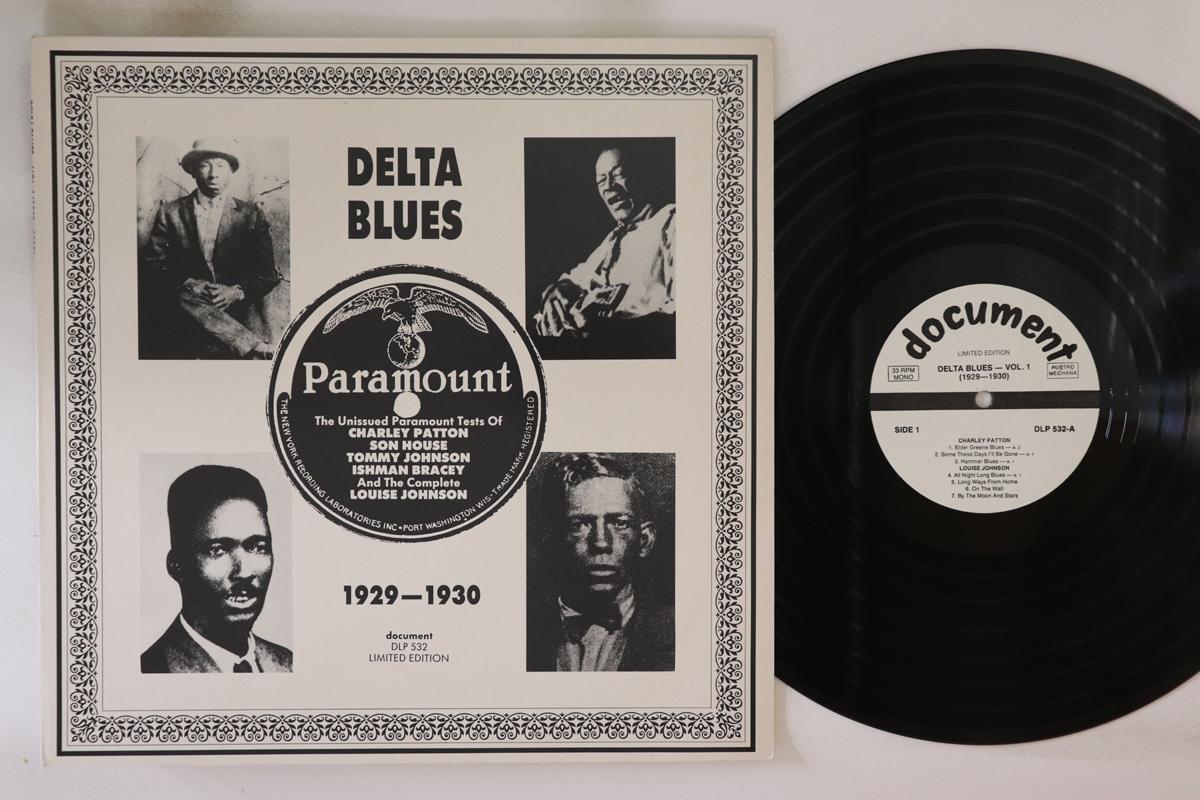 DELTA
BLUES
Paramount
The Unissued Paramount Tests Of
CHARLEY PATTON
SON HOUSE
TOMMY JOHNSON
ISHMAN BRACEY
And The Complete
LOUISE JOHNSON
THE NEW YORK RECORDING LABORATORIES INC • PORT WASHINGTON WIS-TRADE MARK REGISTERED
1929—1930
document
DLP 532
LIMITED EDITION
document
LIMITED EDITION
33 RPM
MONO
DELTA BLUES — VOL. 1
(1929—1930)
AUSTRO
MECHANA
SIDE 1
DLP 532-A
CHARLEY PATTON
1. Elder Greene Blues —
2. Some These Days I'll Be Gone —
3. Hammer Blues —
LOUISE JOHNSON
4. All Night Long Blues —
5. Long Ways From Home
6. On The Wall
7. By The Moon And Stars